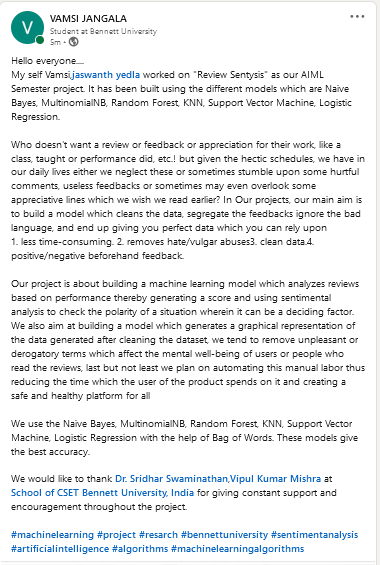 V
VAMSI JANGALA
Student at Bennett University
5m •
Hello everyone....
My self Vamsi,jaswanth yedla worked on "Review Sentysis" as our AIML
Semester project. It has been built using the different models which are Naive
Bayes, MultinomialNB, Random Forest, KNN, Support Vector Machine, Logistic
Regression.
Who doesn't want a review or feedback or appreciation for their work, like a
class, taught or performance did, etc.! but given the hectic schedules, we have in
our daily lives either we neglect these or sometimes stumble upon some hurtful
comments, useless feedbacks or sometimes may even overlook some
appreciative lines which we wish we read earlier? In Our projects, our main aim is
to build a model which cleans the data, segregate the feedbacks ignore the bad
language, and end up giving you perfect data which you can rely upon
1. less time-consuming. 2. removes hate/vulgar abuses3. clean data.4.
positive/negative beforehand feedback.
Our project is about building a machine learning model which analyzes reviews
based on performance thereby generating a score and using sentimental
analysis to check the polarity of a situation wherein it can be a deciding factor.
We also aim at building a model which generates a graphical representation of
the data generated after cleaning the dataset, we tend to remove unpleasant or
derogatory terms which affect the mental well-being of users or people who
read the reviews, last but not least we plan on automating this manual labor thus
reducing the time which the user of the product spends on it and creating a
safe and healthy platform for all
We use the Naive Bayes, MultinomialNB, Random Forest, KNN, Support Vector
Machine, Logistic Regression with the help of Bag of Words. These models give
the best accuracy.
We would like to thank Dr. Sridhar Swaminathan,Vipul Kumar Mishra at
School of CSET Bennett University, India for giving constant support and
encouragement throughout the project.
#machinelearning #project #resarch #bennettuniversity #sentimentanalysis
#artificialintelligence #algorithms #machinelearningalgorithms